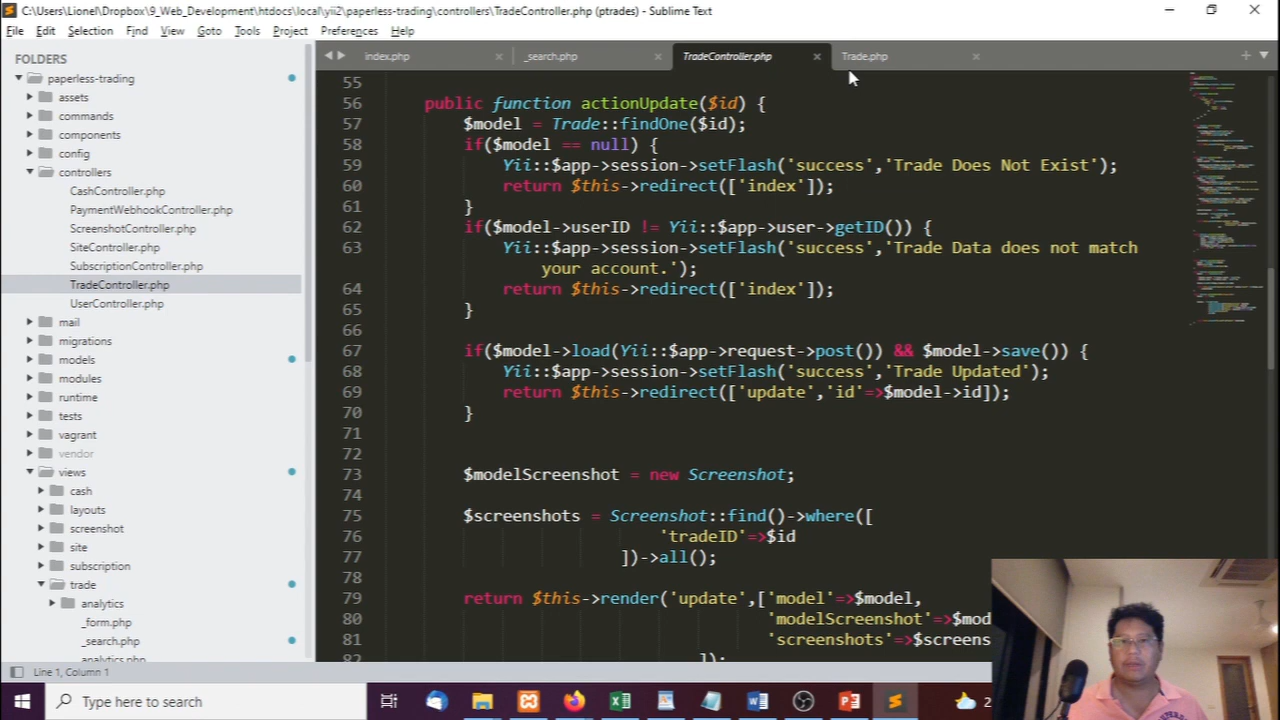 C:\Users\Lionel\Dropbox\9_Web_Development\htdocs\local\yii2\paperless-trading\controllers\TradeController.php (ptrades) - Sublime Text
File Edit Selection Find View Goto Tools Project Preferences Help
FOLDERS
paperless-trading
assets
commands
components
config
controllers
CashController.php
PaymentWebhookController.php
ScreenshotController.php
SiteController.php
SubscriptionController.php
TradeController.php
UserController.php
mail
migrations
models
modules
runtime
tests
vagrant
vendor
views
cash
layouts
screenshot
site
subscription
trade
analytics
_form.php
_search.php
analytics.php
index.php _search.php TradeController.php Trade.php
55
56 public function actionUpdate($id) {
57 $model = Trade::findOne($id);
58 if($model == null) {
59 Yii::$app->session->setFlash('success','Trade Does Not Exist');
60 return $this->redirect(['index']);
61 }
62 if($model->userID != Yii::$app->user->getID()) {
63 Yii::$app->session->setFlash('success','Trade Data does not match
your account.');
64 return $this->redirect(['index']);
65 }
66
67 if($model->load(Yii::$app->request->post()) && $model->save()) {
68 Yii::$app->session->setFlash('success','Trade Updated');
69 return $this->redirect(['update','id'=>$model->id]);
70 }
71
72
73 $modelScreenshot = new Screenshot;
74
75 $screenshots = Screenshot::find()->where([
76 'tradeID'=>$id
77 ])->all();
78
79 return $this->render('update',['model'=>$model,
80 'modelScreenshot'=>$mod
81 'screenshots'=>$screens
82 ]);
Line 1, Column 1
Type here to search
2